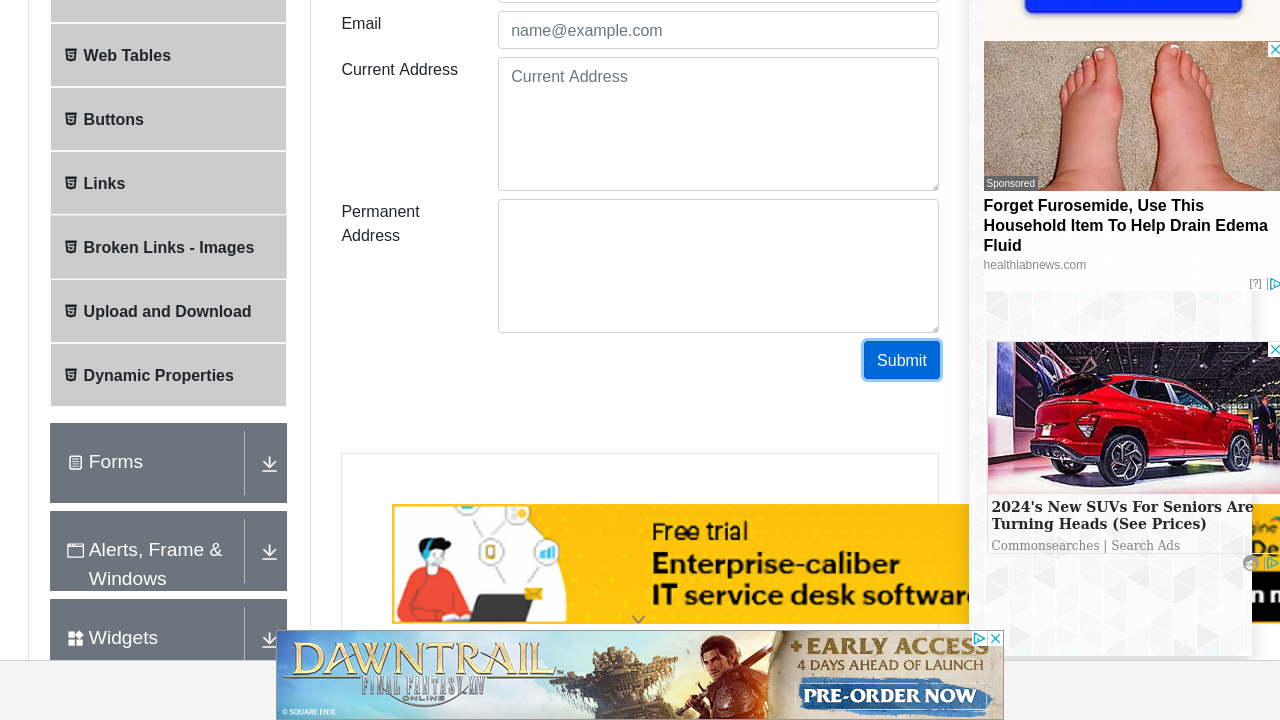 Web Tables
Buttons
Links
Broken Links - Images
Upload and Download
Dynamic Properties
Forms
Alerts, Frame &
Windows
Widgets
Email
name@example.com
Current Address
Current Address
Permanent
Address
Submit
Free trial
Enterprise-caliber
IT service desk software
Sponsored
Forget Furosemide, Use This
Household Item To Help Drain Edema
Fluid
healthlabnews.com
[?]
2024's New SUVs For Seniors Are
Turning Heads (See Prices)
Commonsearches | Search Ads
DAWNTRAIL
FINAL FANTASY XIV
ONLINE
© SQUARE ENIX
+EARLY ACCESS
4 DAYS AHEAD OF LAUNCH
PRE-ORDER NOW